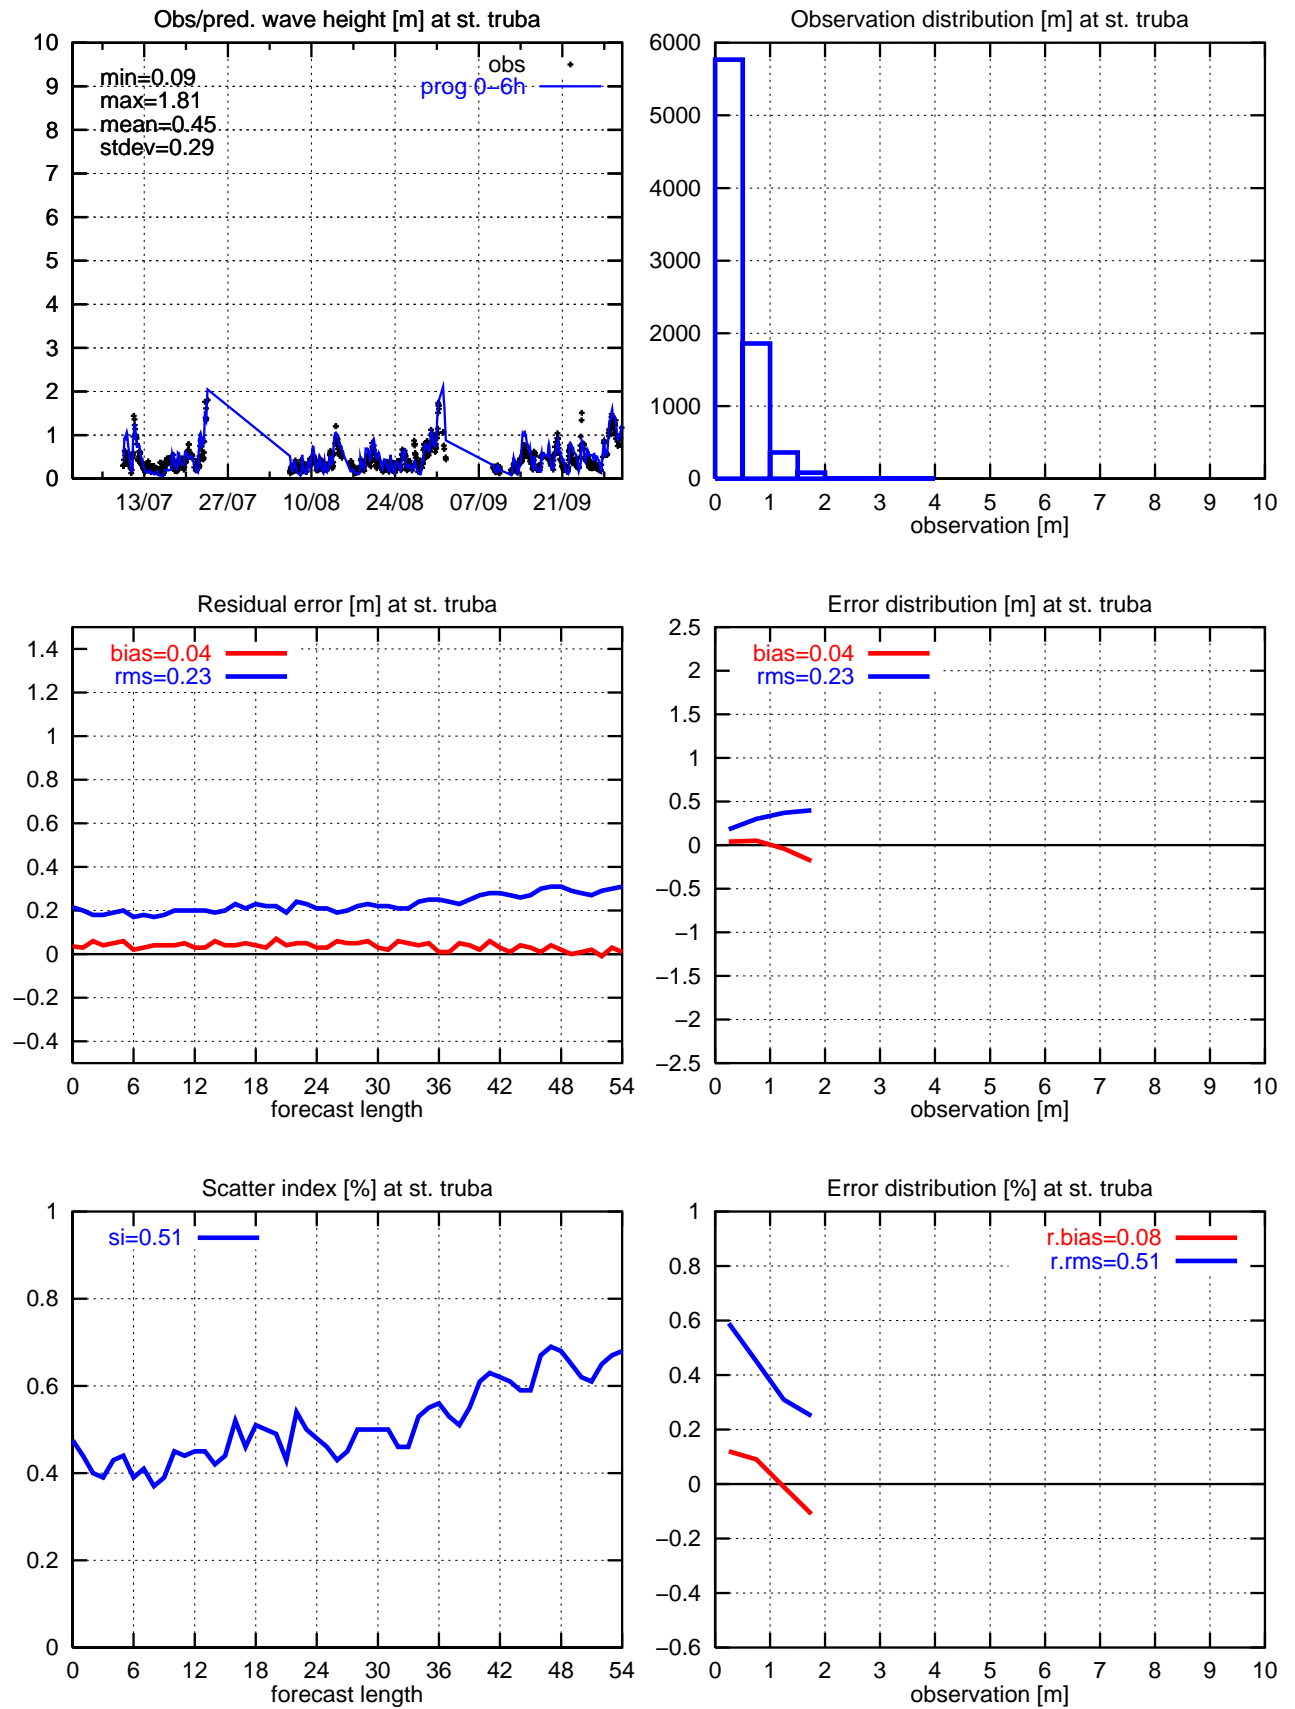 Obs/pred. wave height [m] at st. truba
10
9
8
7
6
5
4
3
2
1
0
min=0.09
max=1.81
mean=0.45
stdev=0.29
obs
prog 0−6h
13/07 27/07 10/08 24/08 07/09 21/09
Observation distribution [m] at st. truba
6000
5000
4000
3000
2000
1000
0
0 1 2 3 4 5 6 7 8 9 10
observation [m]
Residual error [m] at st. truba
bias=0.04
rms=0.23
1.4
1.2
1
0.8
0.6
0.4
0.2
0
−0.2
−0.4
0 6 12 18 24 30 36 42 48 54
forecast length
Error distribution [m] at st. truba
bias=0.04
rms=0.23
2.5
2
1.5
1
0.5
0
−0.5
−1
−1.5
−2
−2.5
0 1 2 3 4 5 6 7 8 9 10
observation [m]
Scatter index [%] at st. truba
si=0.51
1
0.8
0.6
0.4
0.2
0
0 6 12 18 24 30 36 42 48 54
forecast length
Error distribution [%] at st. truba
r.bias=0.08
r.rms=0.51
1
0.8
0.6
0.4
0.2
0
−0.2
−0.4
−0.6
0 1 2 3 4 5 6 7 8 9 10
observation [m]